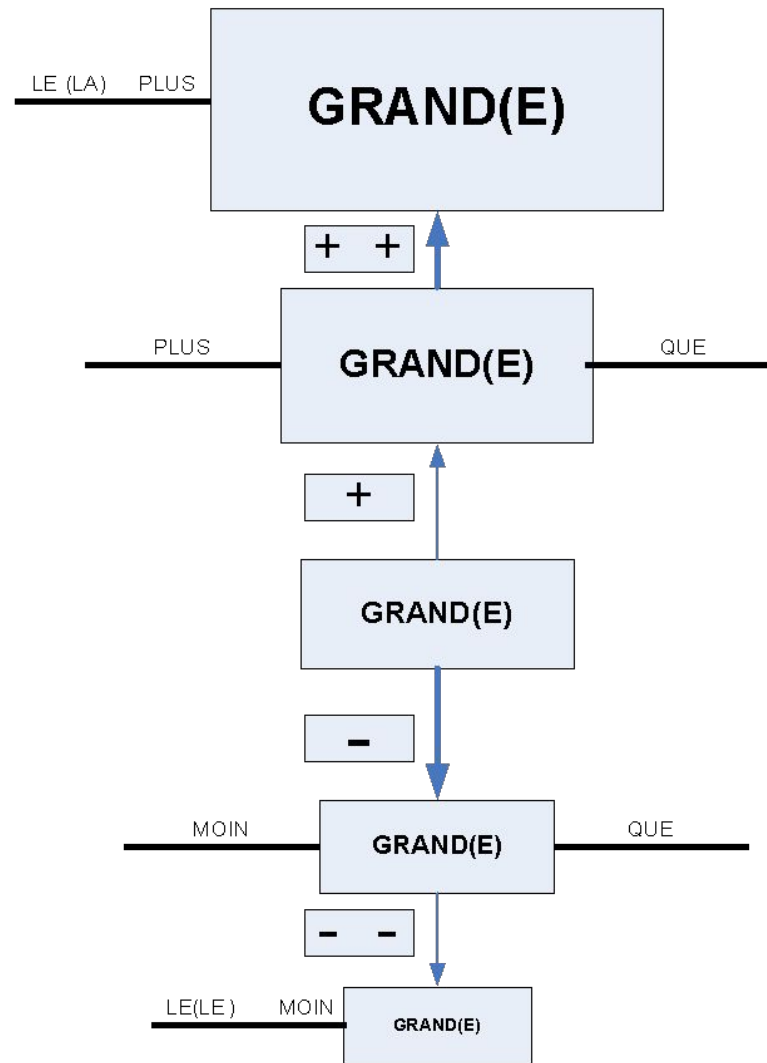 LE (LA) PLUS GRAND(E)
+ +
PLUS GRAND(E) QUE
+
GRAND(E)
-
MOIN GRAND(E) QUE
- -
LE(LE) MOIN GRAND(E)